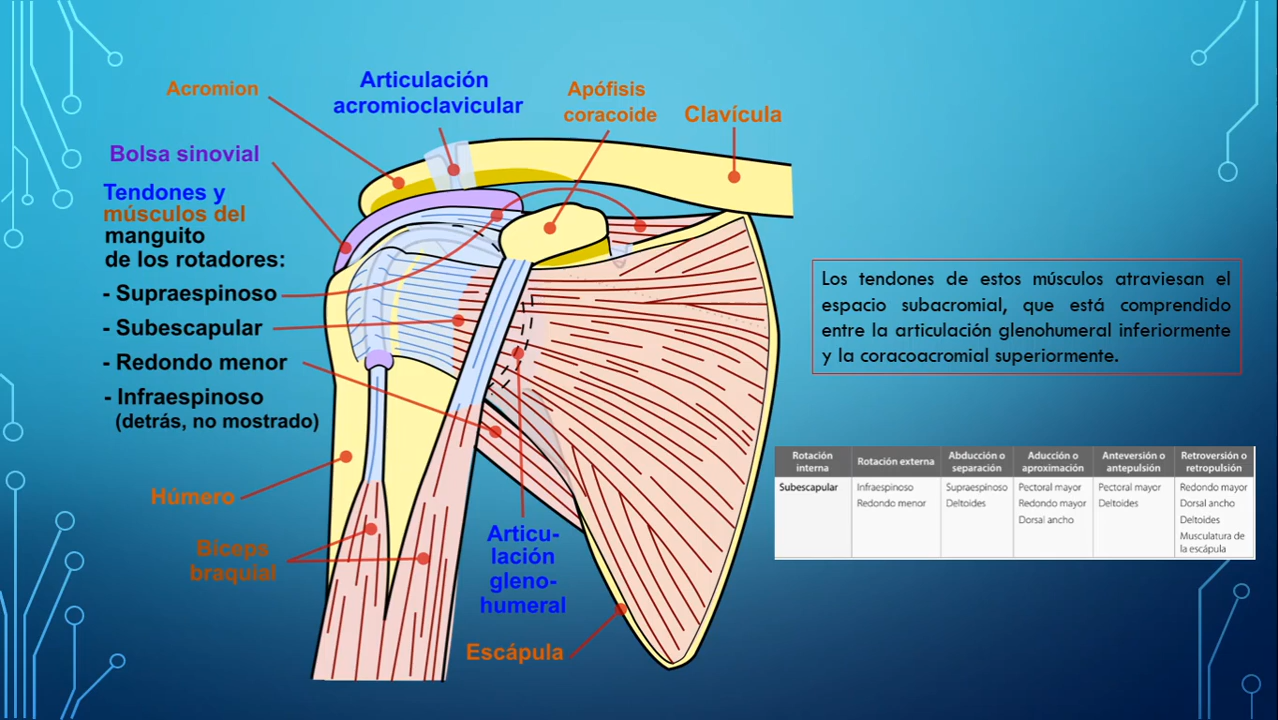 Acromion
Articulación
acromioclavicular
Apófisis
coracoide
Clavícula
Bolsa sinovial
Tendones y
músculos del
manguito
de los rotadores:
- Supraespinoso
- Subescapular
- Redondo menor
- Infraespinoso
(detrás, no mostrado)
Húmero
Bíceps
braquial
Articu-
lación
gleno-
humeral
Escápula
Los tendones de estos músculos atraviesan el
espacio subacromial, que está comprendido
entre la articulación glenohumeral inferiormente
y la coracoacromial superiormente.
Rotación interna | Rotación externa | Abducción o separación | Aducción o aproximación | Anteversión o antepulsión | Retroversión o retropulsión
Subescapular | Infraespinoso | Supraespinoso | Pectoral mayor | Pectoral mayor | Redondo mayor
Redondo menor | Deltoides | Redondo mayor | Deltoides | Dorsal ancho
Dorsal ancho | Deltoides
Musculatura de
la escápula